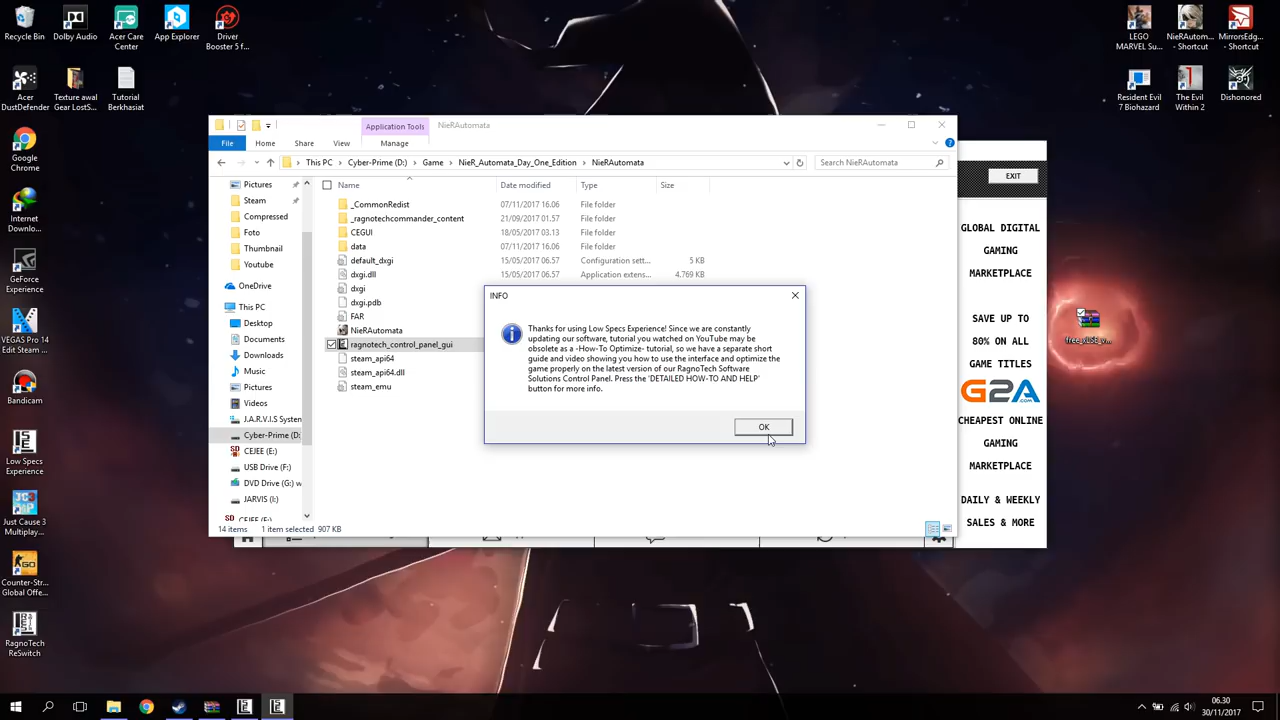 Recycle Bin
Dolby Audio
Acer Care
Center
App Explorer
Driver
Booster 5 f...
Acer
DustDefender
Texture awal
Gear LostS...
Tutorial
Berkhasiat
Google
Chrome
Internet
Downlo...
GeForce
Experience
VEGAS Pro
14 Edit Steam as ...
Bandicam
Low Specs
Experience
Just Cause 3
Multiplay...
Counter-Str...
Global Offe...
RagnoTech
ReSwitch
LEGO
MARVEL Su...
NieRAutom...
- Shortcut
MirrorsEdg...
- Shortcut
Resident Evil
7 Biohazard
The Evil
Within 2
Dishonored
Application Tools
NieRAutomata
File
Home
Share
View
Manage
This PC
Cyber-Prime (D:)
Game
NieR_Automata_Day_One_Edition
NieRAutomata
Search NieRAutomata
Pictures
Steam
Compressed
Foto
Thumbnail
Youtube
OneDrive
This PC
Desktop
Documents
Downloads
Music
Pictures
Videos
J.A.R.V.I.S System
Cyber-Prime (D:
CEJEE (E:)
USB Drive (F:)
DVD Drive (G:) w
JARVIS (I:)
CEJEE (E:)
Name
Date modified
Type
Size
_CommonRedist
07/11/2017 16.06
File folder
_ragnotechcommander_content
21/09/2017 01.57
File folder
CEGUI
18/05/2017 03.13
File folder
data
07/11/2017 16.06
File folder
default_dxgi
15/05/2017 06.57
Configuration sett...
5 KB
dxgi.dll
15/05/2017 06.57
Application extens...
4.769 KB
dxgi
dxgi.pdb
FAR
NieRAutomata
ragnotech_control_panel_gui
steam_api64
steam_api64.dll
steam_emu
14 items
1 item selected
907 KB
INFO
Thanks for using Low Specs Experience! Since we are constantly
updating our software, tutorial you watched on YouTube may be
obsolete as a -How-To Optimize- tutorial, so we have a separate short
guide and video showing you how to use the interface and optimize the
game properly on the latest version of our RagnoTech Software
Solutions Control Panel. Press the 'DETAILED HOW-TO AND HELP'
button for more info.
OK
EXIT
GLOBAL DIGITAL
GAMING
MARKETPLACE
SAVE UP TO
80% ON ALL
GAME TITLES
G2A
.COM
CHEAPEST ONLINE
GAMING
MARKETPLACE
DAILY & WEEKLY
SALES & MORE
06.30
30/11/2017